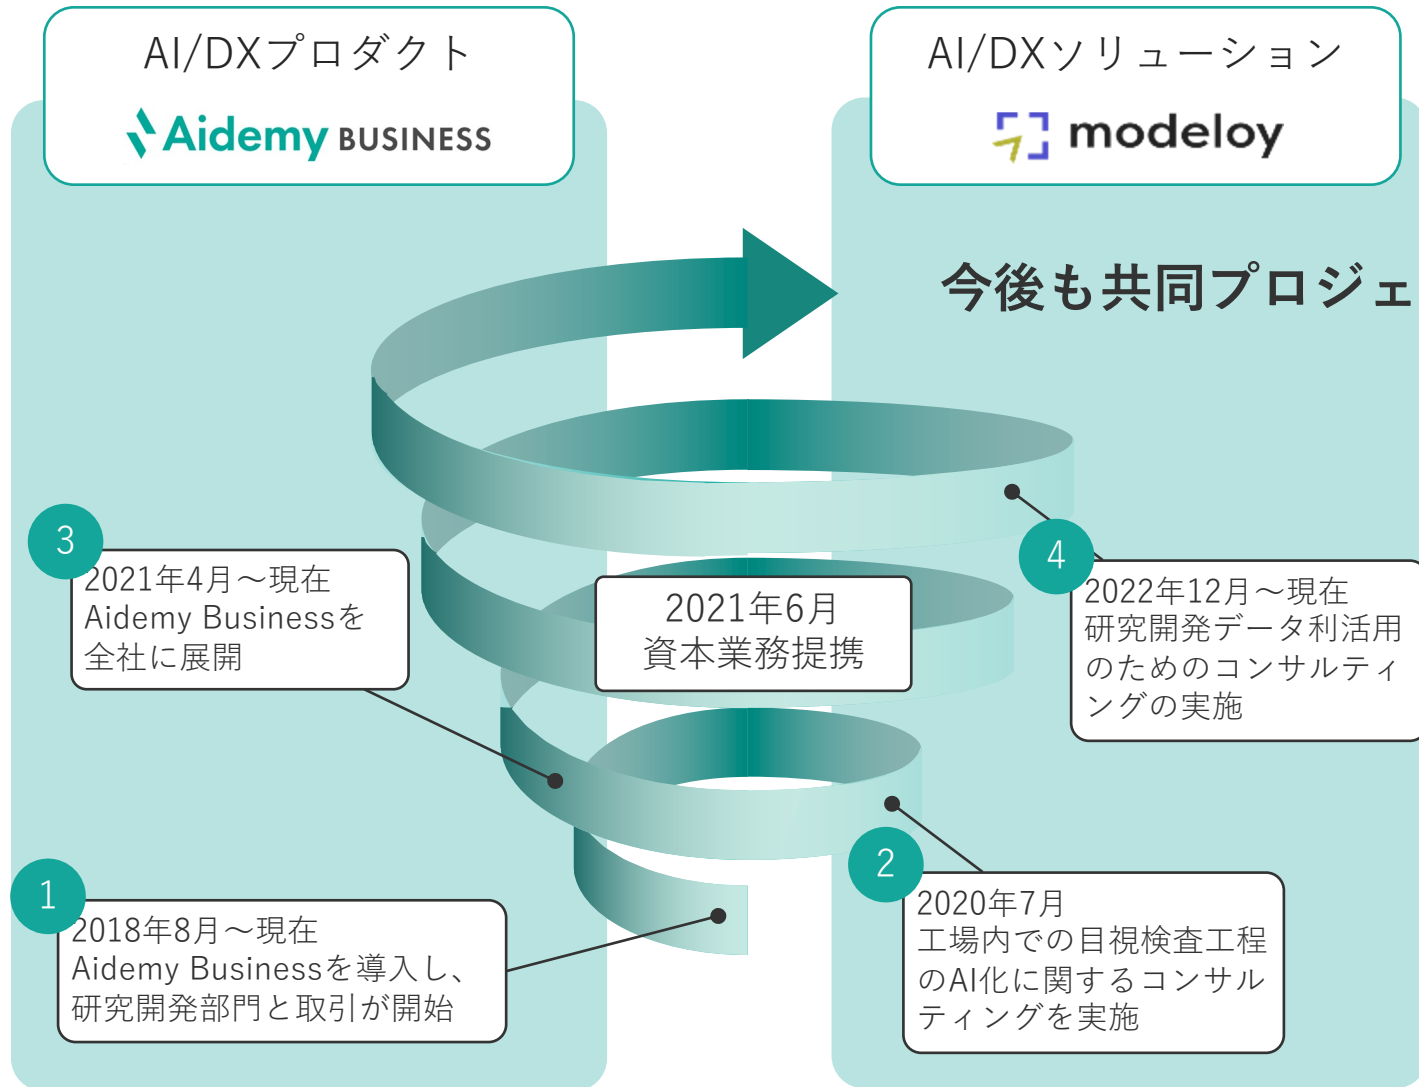 AI/DXプロダクト
Aidemy BUSINESS
AI/DXソリューション
modeloy
今後も共同プロジェ
3
2021年4月～現在
Aidemy Businessを
全社に展開
2021年6月
資本業務提携
4
2022年12月～現在
研究開発データ利活用
のためのコンサルティ
ングの実施
1
2018年8月～現在
Aidemy Businessを導入し、
研究開発部門と取引が開始
2
2020年7月
工場内での目視検査工程
のAI化に関するコンサル
ティングを実施